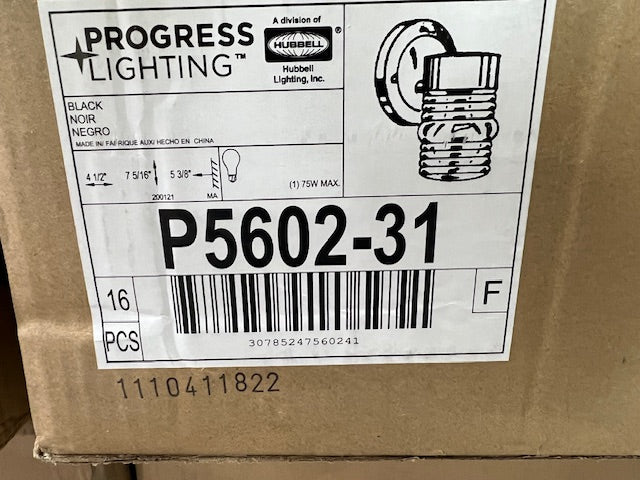 PROGRESS
LIGHTING™
A division of
HUBBELL®
Hubbell
Lighting, Inc.
BLACK
NOIR
NEGRO
MADE IN/ FABRIQUE AUX/ HECHO EN CHINA
4 1/2" 7 5/16" 5 3/8"
200121 MA
(1) 75W MAX.
P5602-31
16
PCS
F
30785247560241
1110411822